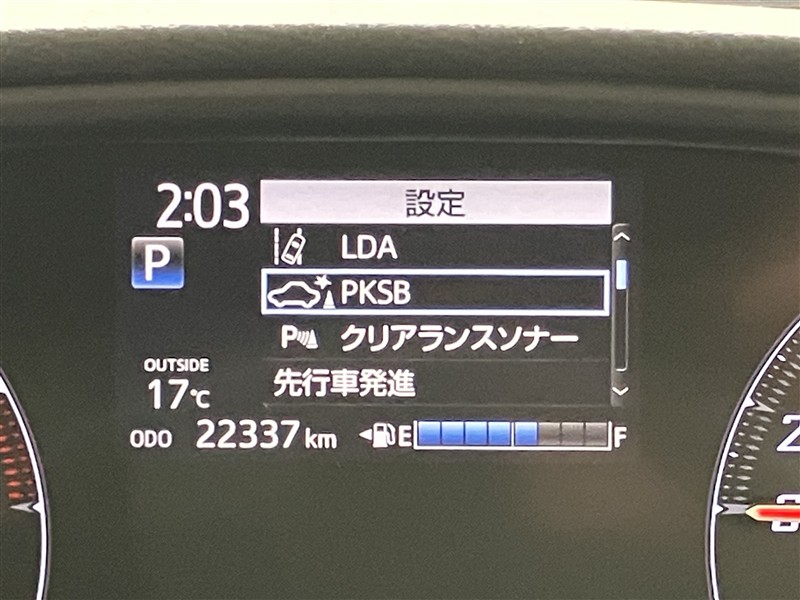 2:03
設定
LDA
P
PKSB
P クリアランスソナー
OUTSIDE
先行車発進
17℃
ODO 22337 km E F